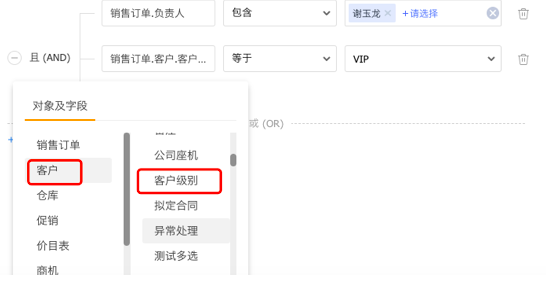 销售订单.负责人 包含 谢玉龙 × +请选择
且 (AND) 销售订单.客户.客户... 等于 VIP
对象及字段
或 (OR)
+
销售订单 公司座机
客户 客户级别
仓库 拟定合同
促销 异常处理
价目表 测试多选
商机